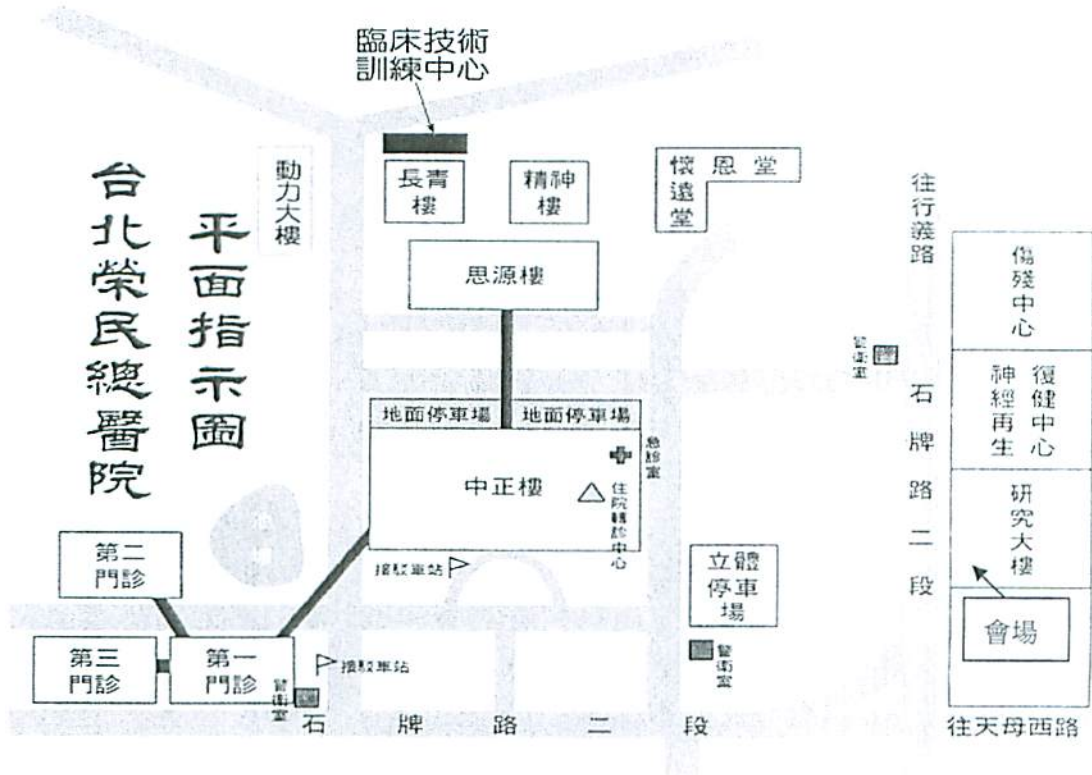 臨床技術
訓練中心
台北榮民總醫院
平面指示圖
動力大樓
長青
樓
精神
樓
懷恩堂
懷遠堂
思源樓
地面停車場
地面停車場
中正樓
急診室
住院轉診中心
接駁車站
第二
門診
第三
門診
第一
門診
接駁車站
警衛室
石牌路二段
立體
停車
場
警衛室
往行義路
警衛室
石牌路二段
傷殘中心
復健中心
神經再生
研究大樓
會場
往天母西路